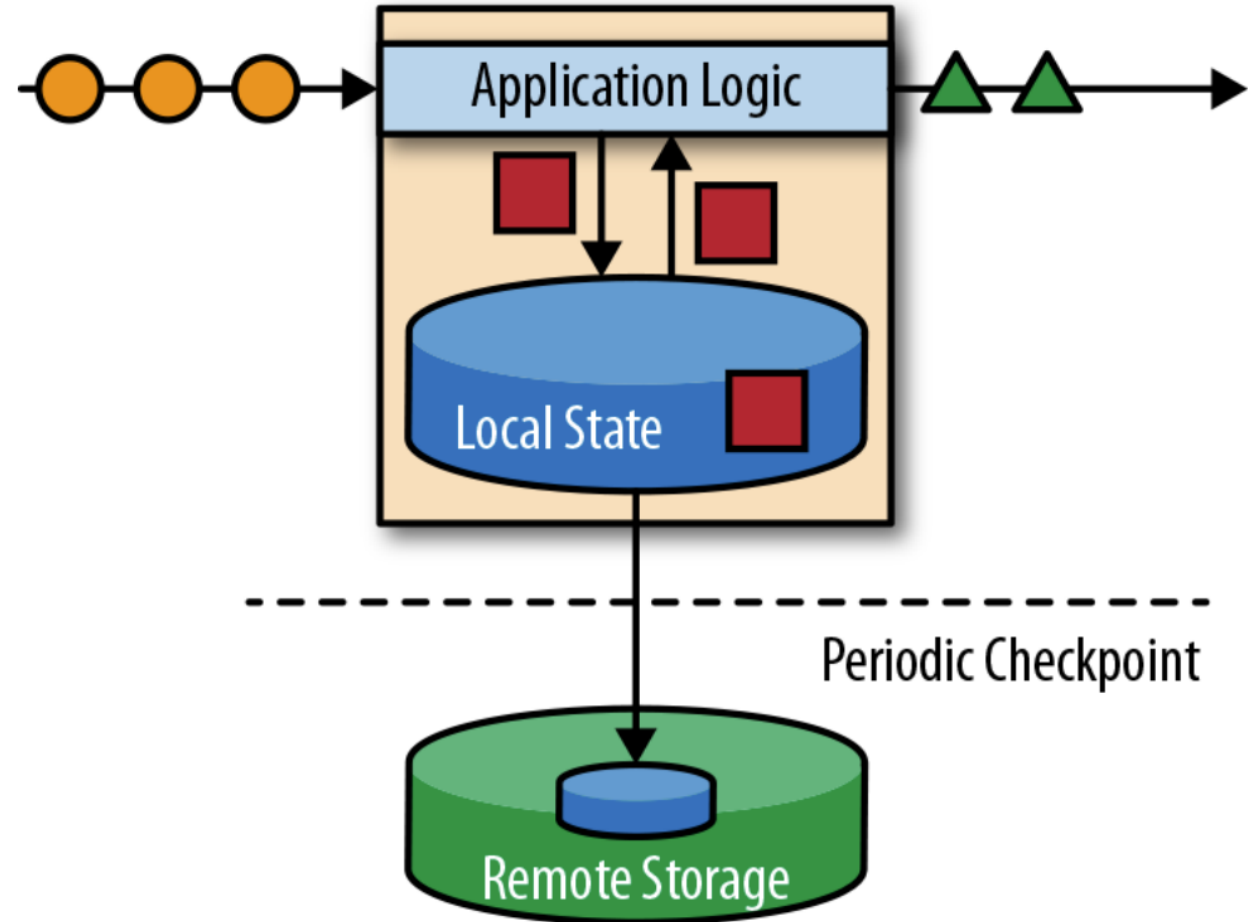 Application Logic
Local State
Periodic Checkpoint
Remote Storage